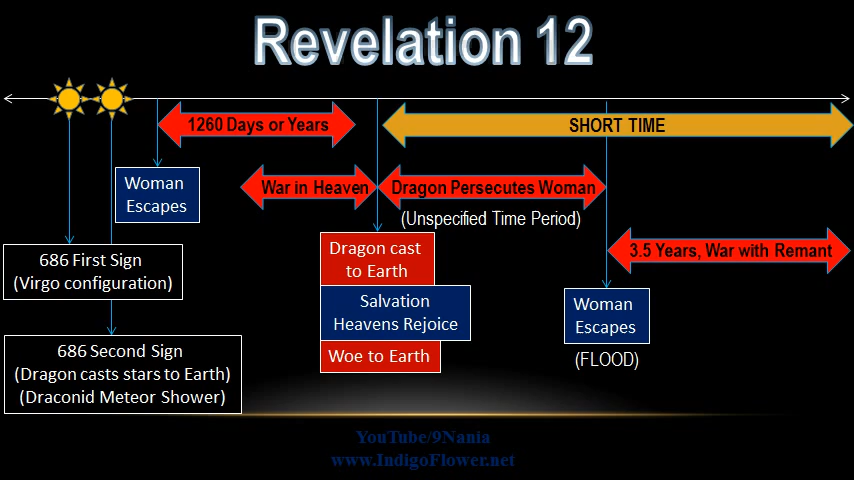 Revelation 12
1260 Days or Years
SHORT TIME
Woman
Escapes
War in Heaven
Dragon Persecutes Woman
(Unspecified Time Period)
686 First Sign
(Virgo configuration)
Dragon cast
to Earth
3.5 Years, War with Remant
Salvation
Heavens Rejoice
Woman
Escapes
(FLOOD)
686 Second Sign
(Dragon casts stars to Earth)
(Draconid Meteor Shower)
Woe to Earth
YouTube/9Nania
www.IndigoFlower.net